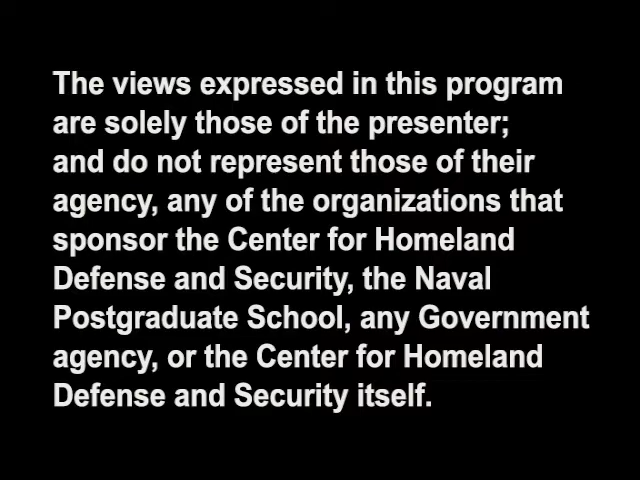 The views expressed in this program
are solely those of the presenter;
and do not represent those of their
agency, any of the organizations that
sponsor the Center for Homeland
Defense and Security, the Naval
Postgraduate School, any Government
agency, or the Center for Homeland
Defense and Security itself.